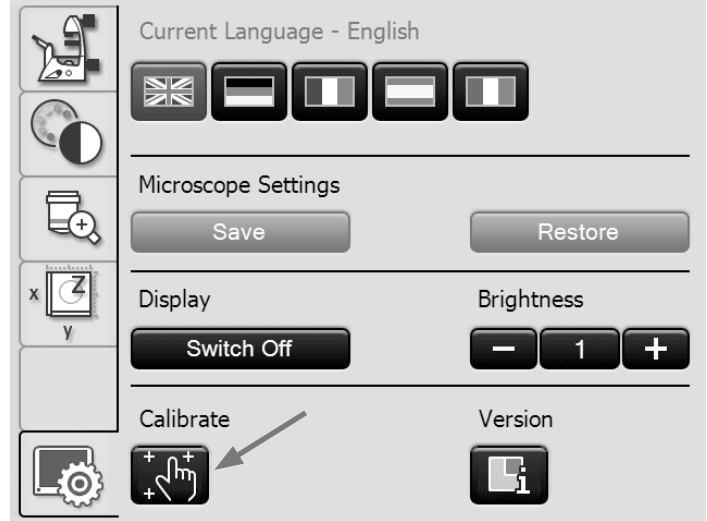 Current Language - English
Microscope Settings
Save Restore
Display Brightness
Switch Off - 1 +
x Z
y
Calibrate Version
+ + +
i